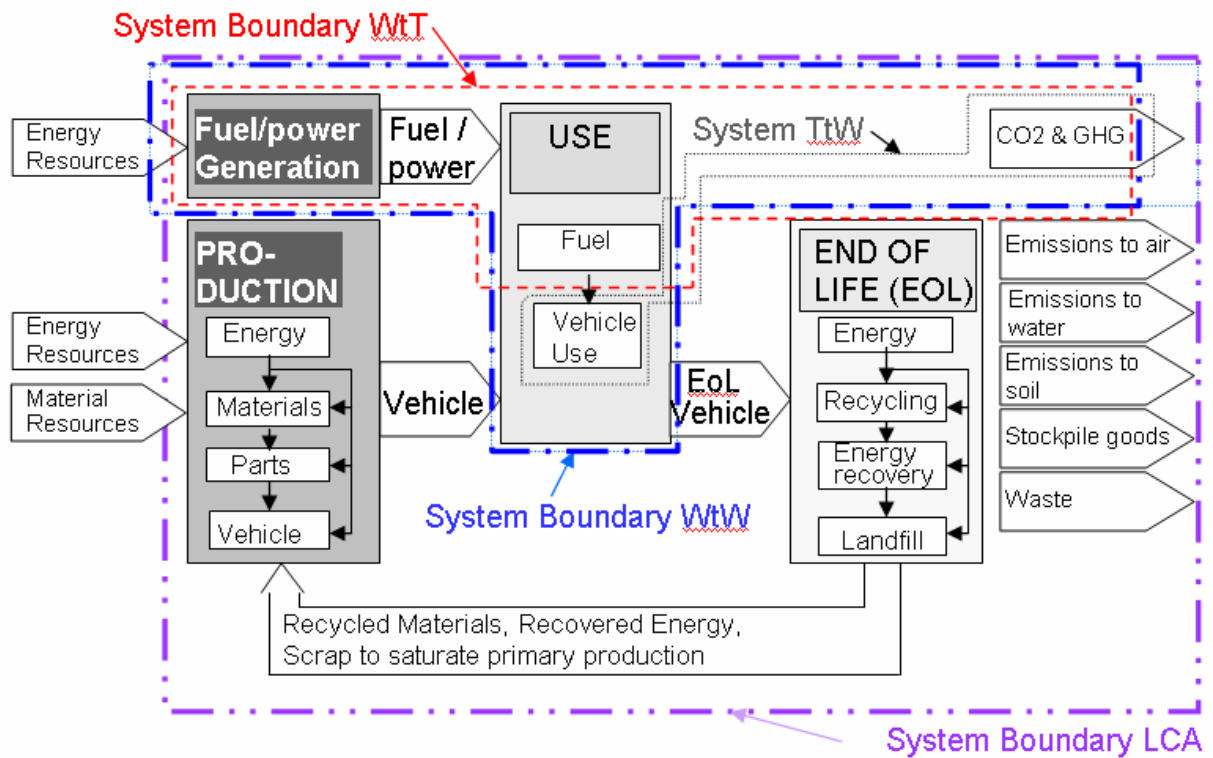 System Boundary WtT
Energy
Resources
Fuel/power
Generation
Fuel /
power
USE
System TtW
CO2 & GHG
Fuel
Vehicle
Use
PRO-
DUCTION
Energy
Materials
Parts
Vehicle
Energy
Resources
Material
Resources
Vehicle
EoL
Vehicle
END OF
LIFE (EOL)
Energy
Recycling
Energy
recovery
Landfill
Emissions to air
Emissions to
water
Emissions to
soil
Stockpile goods
Waste
System Boundary WtW
Recycled Materials, Recovered Energy,
Scrap to saturate primary production
System Boundary LCA